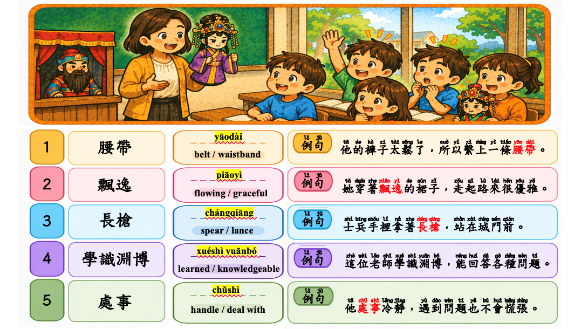 1
腰帶
yāodài
belt / waistband
例句
他的褲子太鬆了，所以繫上一條腰帶。
2
飄逸
piāoyì
flowing / graceful
例句
她穿著飄逸的裙子，走起路來很優雅。
3
長槍
chángqiāng
spear / lance
例句
士兵手裡拿著長槍，站在城門前。
4
學識淵博
xuéshì yuānbó
learned / knowledgeable
例句
這位老師學識淵博，能回答各種問題。
5
處事
chǔshì
handle / deal with
例句
他處事冷靜，遇到問題也不會慌張。